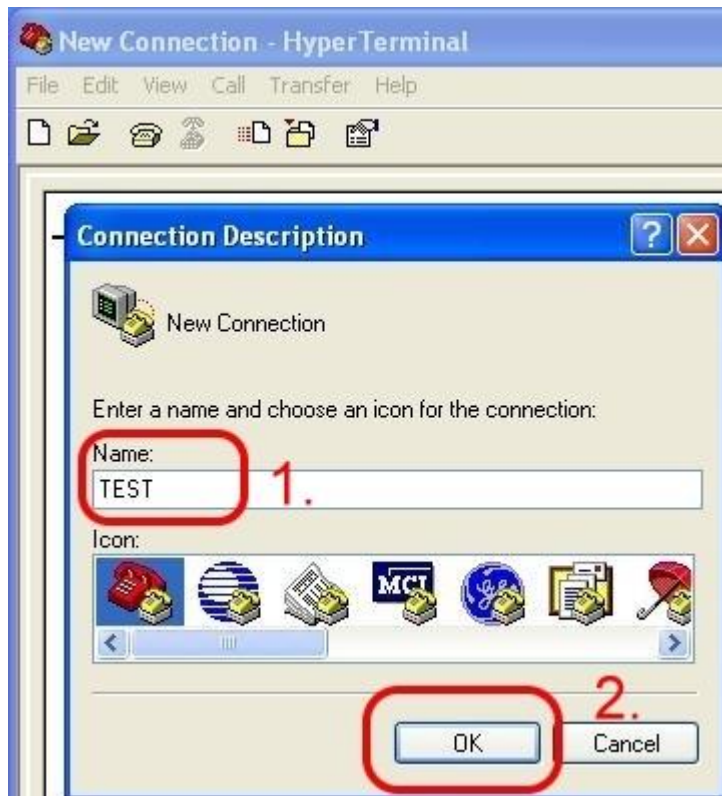 New Connection - HyperTerminal
File Edit View Call Transfer Help
Connection Description
New Connection
Enter a name and choose an icon for the connection:
Name:
TEST
1.
Icon:
MCI
2.
OK
Cancel